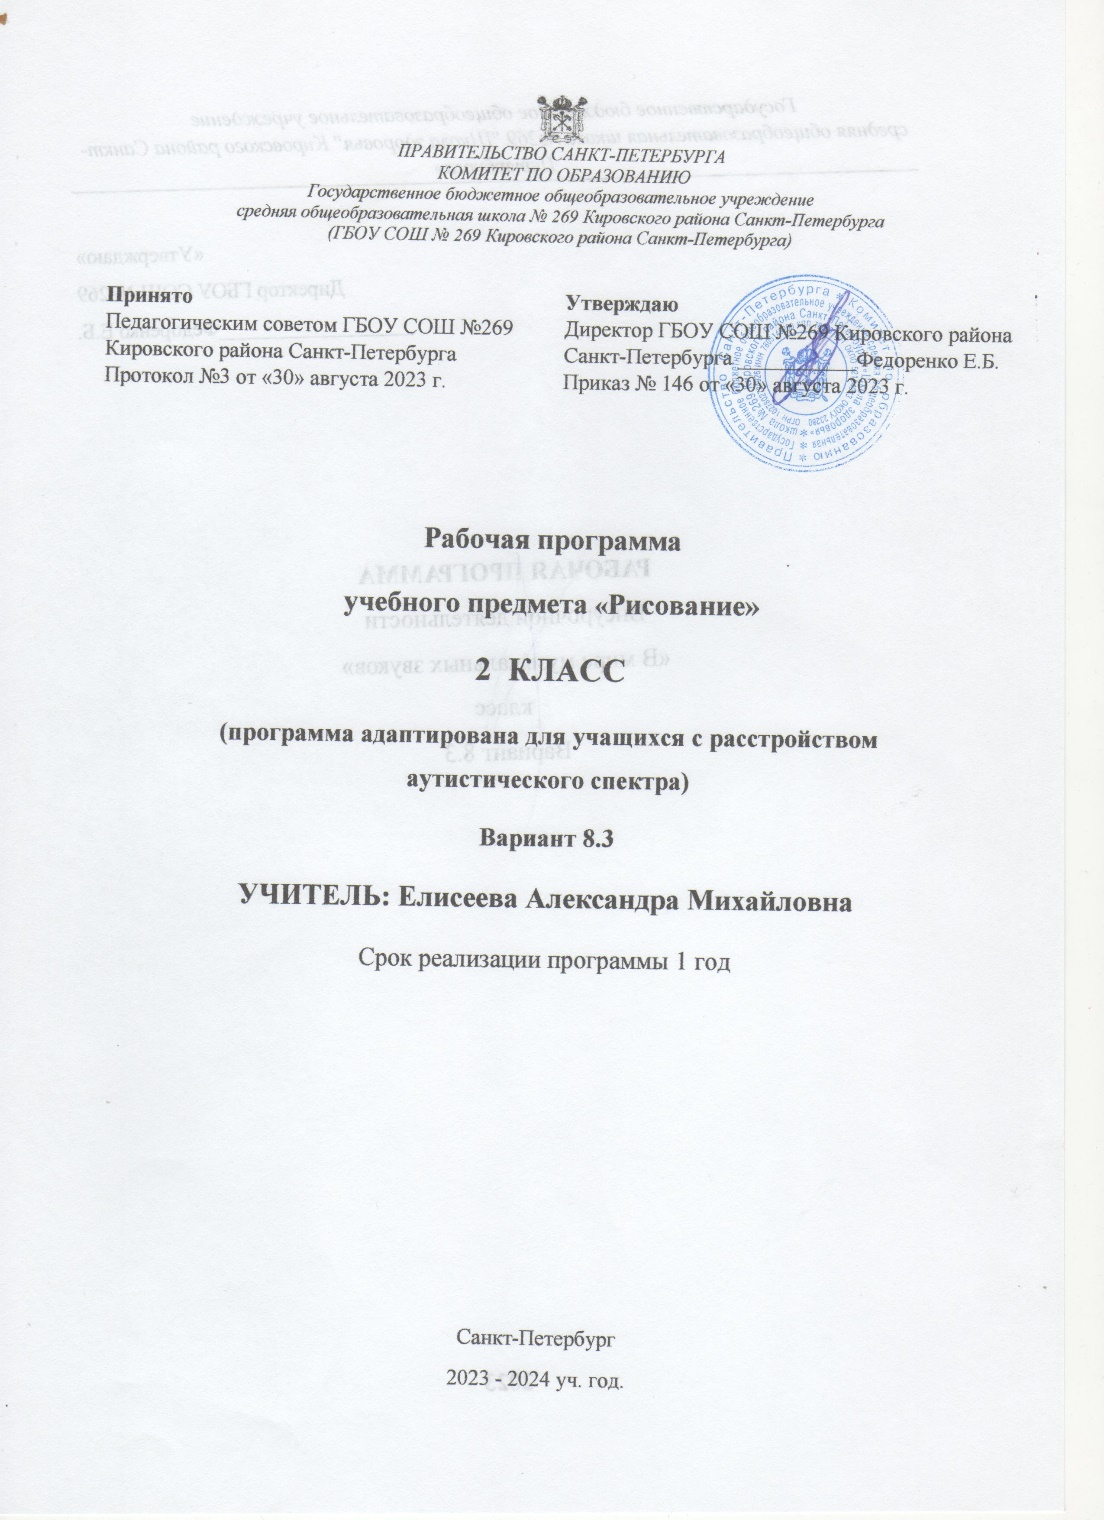 ПРАВИТЕЛЬСТВО САНКТ-ПЕТЕРБУРГА
КОМИТЕТ ПО ОБРАЗОВАНИЮ
Государственное бюджетное общеобразовательное учреждение
средняя общеобразовательная школа № 269 Кировского района Санкт-Петербурга
(ГБОУ СОШ № 269 Кировского района Санкт-Петербурга)
Принято
Педагогическим советом ГБОУ СОШ №269
Кировского района Санкт-Петербурга
Протокол №3 от «30» августа 2023 г.
Утверждаю
Директор ГБОУ СОШ №269 Кировского района
Санкт-Петербурга ____________ Федоренко Е.Б.
Приказ № 146 от «30» августа 2023 г.
Рабочая программа
учебного предмета «Рисование»
2 КЛАСС
(программа адаптирована для учащихся с расстройством
аутистического спектра)
Вариант 8.3
УЧИТЕЛЬ: Елисеева Александра Михайловна
Срок реализации программы 1 год
Санкт-Петербург
2023 - 2024 уч. год.